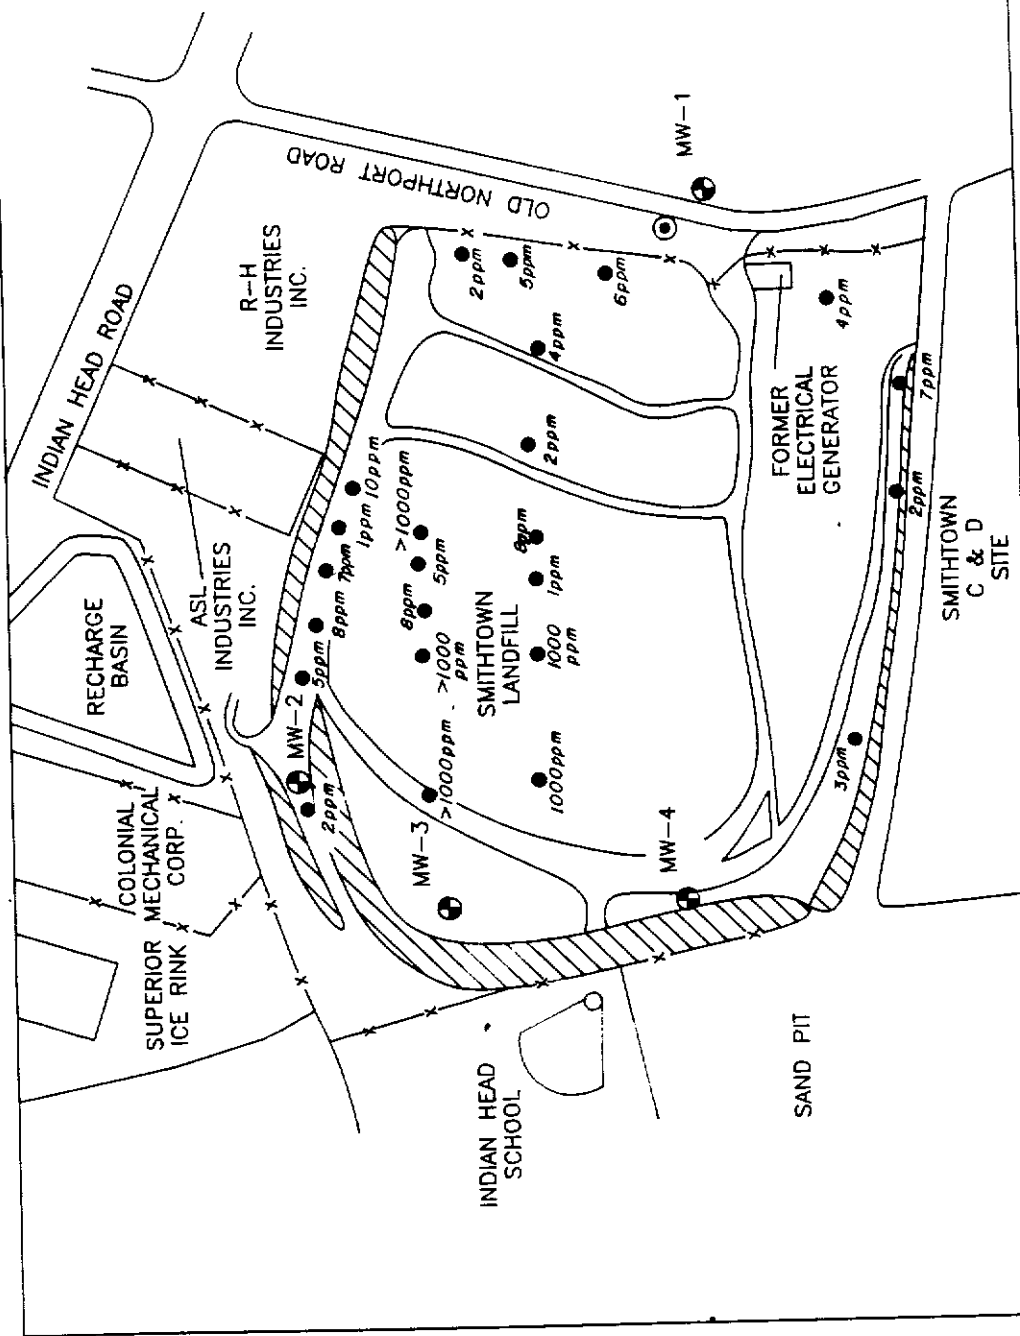 INDIAN HEAD ROAD
OLD NORTHPORT ROAD
R-H
INDUSTRIES
INC.
MW-1
RECHARGE
BASIN
ASL
INDUSTRIES
INC.
COLONIAL
MECHANICAL
CORP.
SUPERIOR
ICE RINK
MW-2
MW-3
MW-4
2ppm
5ppm
6ppm
4ppm
2ppm
4ppm
7ppm
2ppm
3ppm
10ppm
1ppm
7ppm
8ppm
5ppm
2ppm
>1000ppm
5ppm
8ppm
>1000
ppm
>1000ppm
8ppm
1ppm
1000
ppm
1000ppm
SMITHTOWN
LANDFILL
FORMER
ELECTRICAL
GENERATOR
SMITHTOWN
C & D
SITE
INDIAN HEAD
SCHOOL
SAND PIT